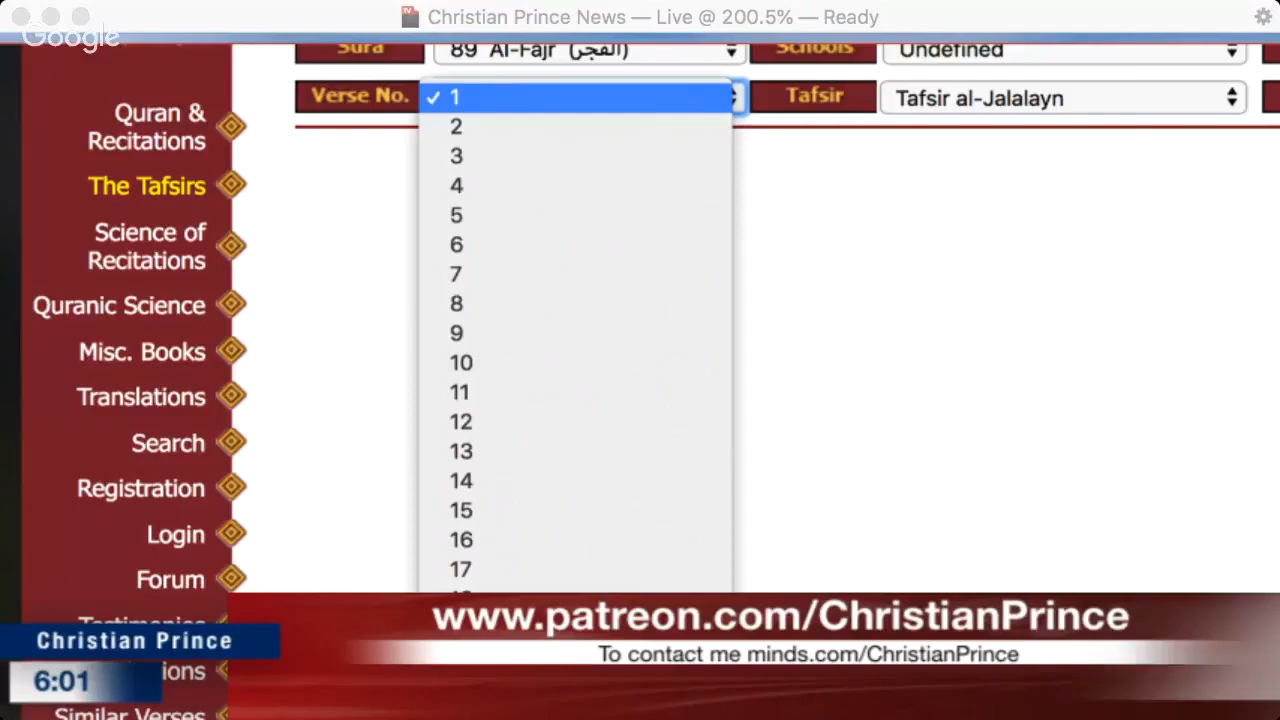 Christian Prince News — Live @ 200.5% — Ready
Google
Sura
89 Al-Fajr (الفجر)
Schools
Undefined
Verse No.
✓ 1
Tafsir
Tafsir al-Jalalayn
2
3
4
5
6
7
8
9
10
11
12
13
14
15
16
17
Quran &
Recitations
The Tafsirs
Science of
Recitations
Quranic Science
Misc. Books
Translations
Search
Registration
Login
Forum
Testimonies
ions
Similar Verses
www.patreon.com/ChristianPrince
To contact me minds.com/ChristianPrince
Christian Prince
6:01